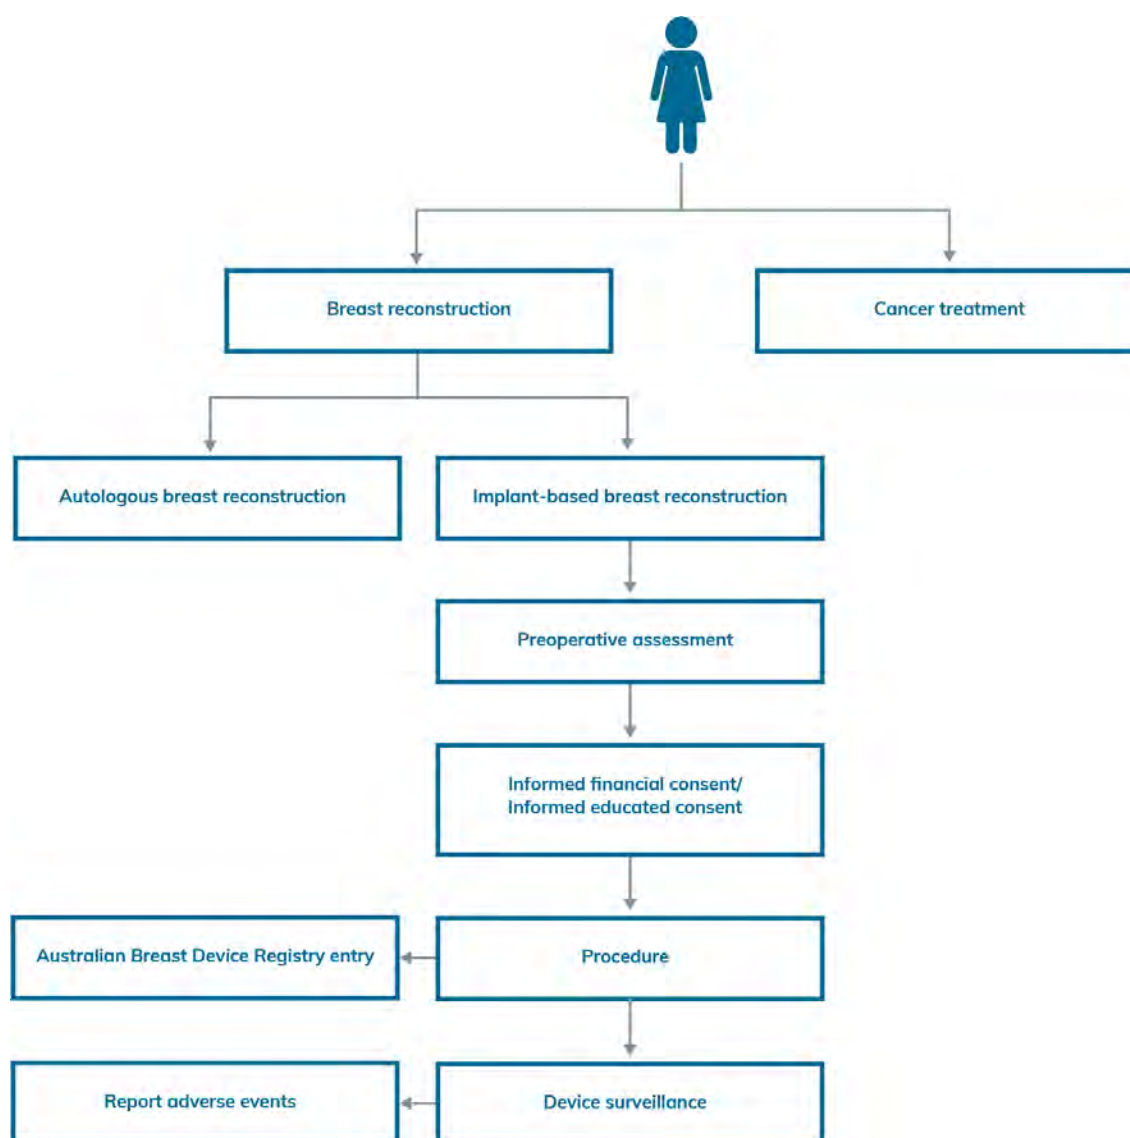 Breast reconstruction
Cancer treatment
Autologous breast reconstruction
Implant-based breast reconstruction
Preoperative assessment
Informed financial consent/
Informed educated consent
Australian Breast Device Registry entry
Procedure
Report adverse events
Device surveillance